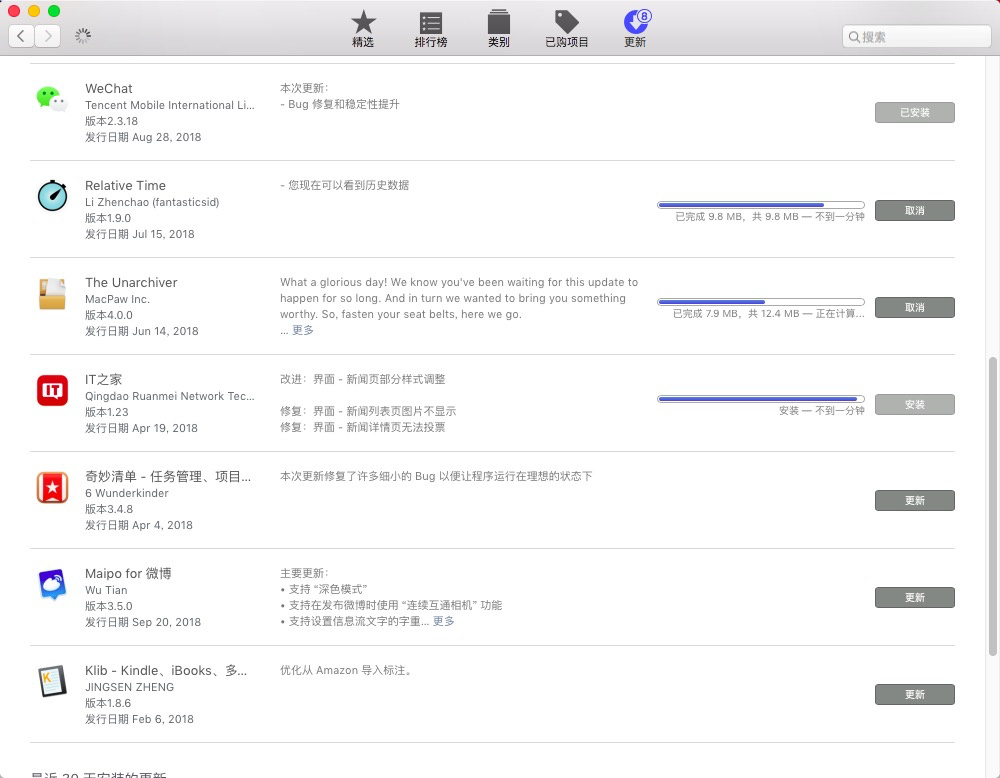 8
精选
排行榜
类别
已购项目
更新
搜索
WeChat
Tencent Mobile International Li...
版本2.3.18
发行日期 Aug 28, 2018
本次更新:
- Bug 修复和稳定性提升
已安装
Relative Time
Li Zhenchao (fantasticsid)
版本1.9.0
发行日期 Jul 15, 2018
- 您现在可以看到历史数据
已完成 9.8 MB，共 9.8 MB — 不到一分钟
取消
The Unarchiver
MacPaw Inc.
版本4.0.0
发行日期 Jun 14, 2018
What a glorious day! We know you've been waiting for this update to
happen for so long. And in turn we wanted to bring you something
worthy. So, fasten your seat belts, here we go.
... 更多
已完成 7.9 MB，共 12.4 MB — 正在计算...
取消
IT
IT之家
Qingdao Ruanmei Network Tec...
版本1.23
发行日期 Apr 19, 2018
改进：界面 - 新闻页部分样式调整
修复：界面 - 新闻列表页图片不显示
修复：界面 - 新闻详情页无法投票
安装 — 不到一分钟
安装
奇妙清单 - 任务管理、项目...
6 Wunderkinder
版本3.4.8
发行日期 Apr 4, 2018
本次更新修复了许多细小的 Bug 以便让程序运行在理想的状态下
更新
Maipo for 微博
Wu Tian
版本3.5.0
发行日期 Sep 20, 2018
主要更新:
• 支持 “深色模式”
• 支持在发布微博时使用 “连续互通相机” 功能
• 支持设置信息流文字的字重... 更多
更新
K
Klib - Kindle、iBooks、多...
JINGSEN ZHENG
版本1.8.6
发行日期 Feb 6, 2018
优化从 Amazon 导入标注。
更新
最近 30 天安装的更新